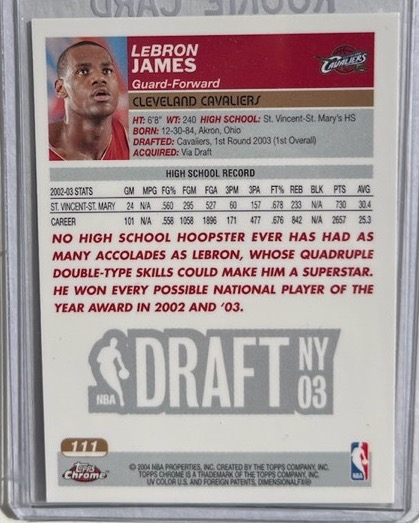 ROOKIE CARD
LEBRON
JAMES
Guard-Forward
CAVALIERS
CLEVELAND CAVALIERS
HT: 6'8" WT: 240 HIGH SCHOOL: St. Vincent-St. Mary's HS
BORN: 12-30-84, Akron, Ohio
DRAFTED: Cavaliers, 1st Round 2003 (1st Overall)
ACQUIRED: Via Draft
HIGH SCHOOL RECORD
2002-03 STATS GM MPG FG% FGM FGA 3PM 3PA FT% REB BLK PTS AVG
ST. VINCENT-ST. MARY 24 N/A .560 295 527 60 157 .678 233 N/A 730 30.4
CAREER 101 N/A .558 1058 1896 171 477 .676 842 N/A 2657 25.3
NO HIGH SCHOOL HOOPSTER EVER HAS HAD AS
MANY ACCOLADES AS LEBRON, WHOSE QUADRUPLE
DOUBLE-TYPE SKILLS COULD MAKE HIM A SUPERSTAR.
HE WON EVERY POSSIBLE NATIONAL PLAYER OF THE
YEAR AWARD IN 2002 AND '03.
NBA DRAFT NY 03
111
Topps Chrome
© 2004 NBA PROPERTIES, INC. CREATED BY THE TOPPS COMPANY, INC.
TOPPS CHROME IS A TRADEMARK OF THE TOPPS COMPANY, INC.
UV COLOR U.S. AND FOREIGN PATENTS, DIMENSIONALFX®
NBA